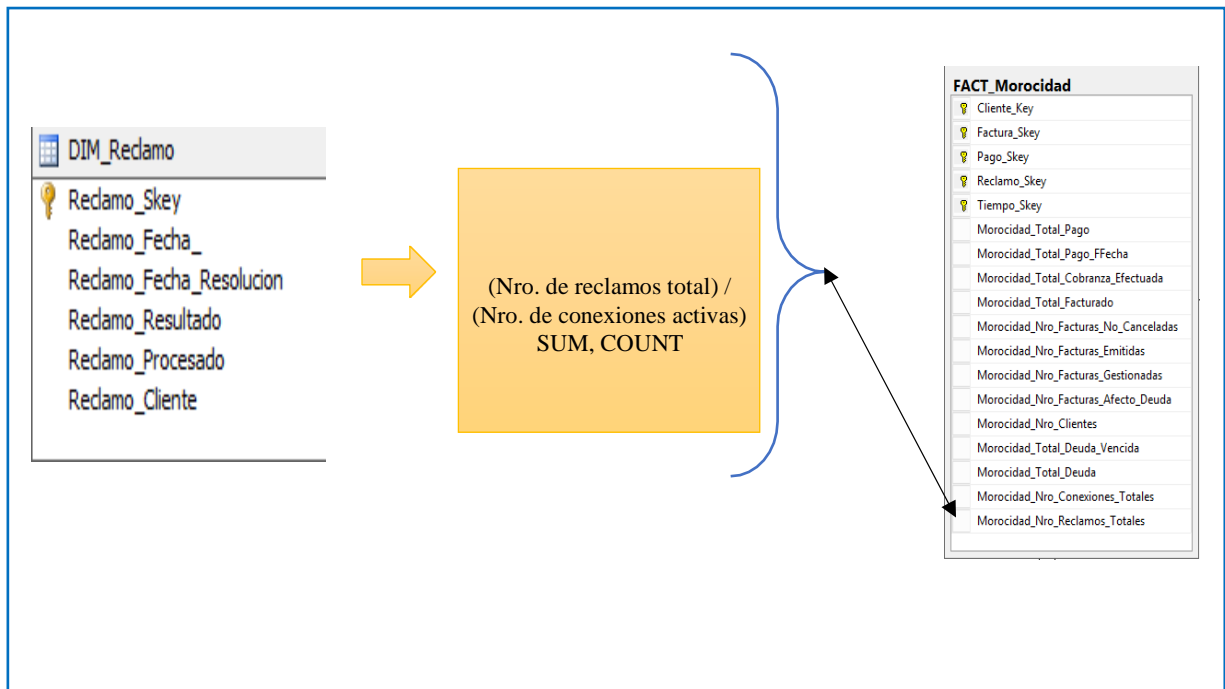 DIM_Reclamo
Reclamo_Skey
Reclamo_Fecha_
Reclamo_Fecha_Resolucion
Reclamo_Resultado
Reclamo_Procesado
Reclamo_Cliente
(Nro. de reclamos total) /
(Nro. de conexiones activas)
SUM, COUNT
FACT_Morocidad
Cliente_Key
Factura_Skey
Pago_Skey
Reclamo_Skey
Tiempo_Skey
Morocidad_Total_Pago
Morocidad_Total_Pago_FFecha
Morocidad_Total_Cobranza_Efectuada
Morocidad_Total_Facturado
Morocidad_Nro_Facturas_No_Canceladas
Morocidad_Nro_Facturas_Emitidas
Morocidad_Nro_Facturas_Gestionadas
Morocidad_Nro_Facturas_Afecto_Deuda
Morocidad_Nro_Clientes
Morocidad_Total_Deuda_Vencida
Morocidad_Total_Deuda
Morocidad_Nro_Conexiones_Totales
Morocidad_Nro_Reclamos_Totales